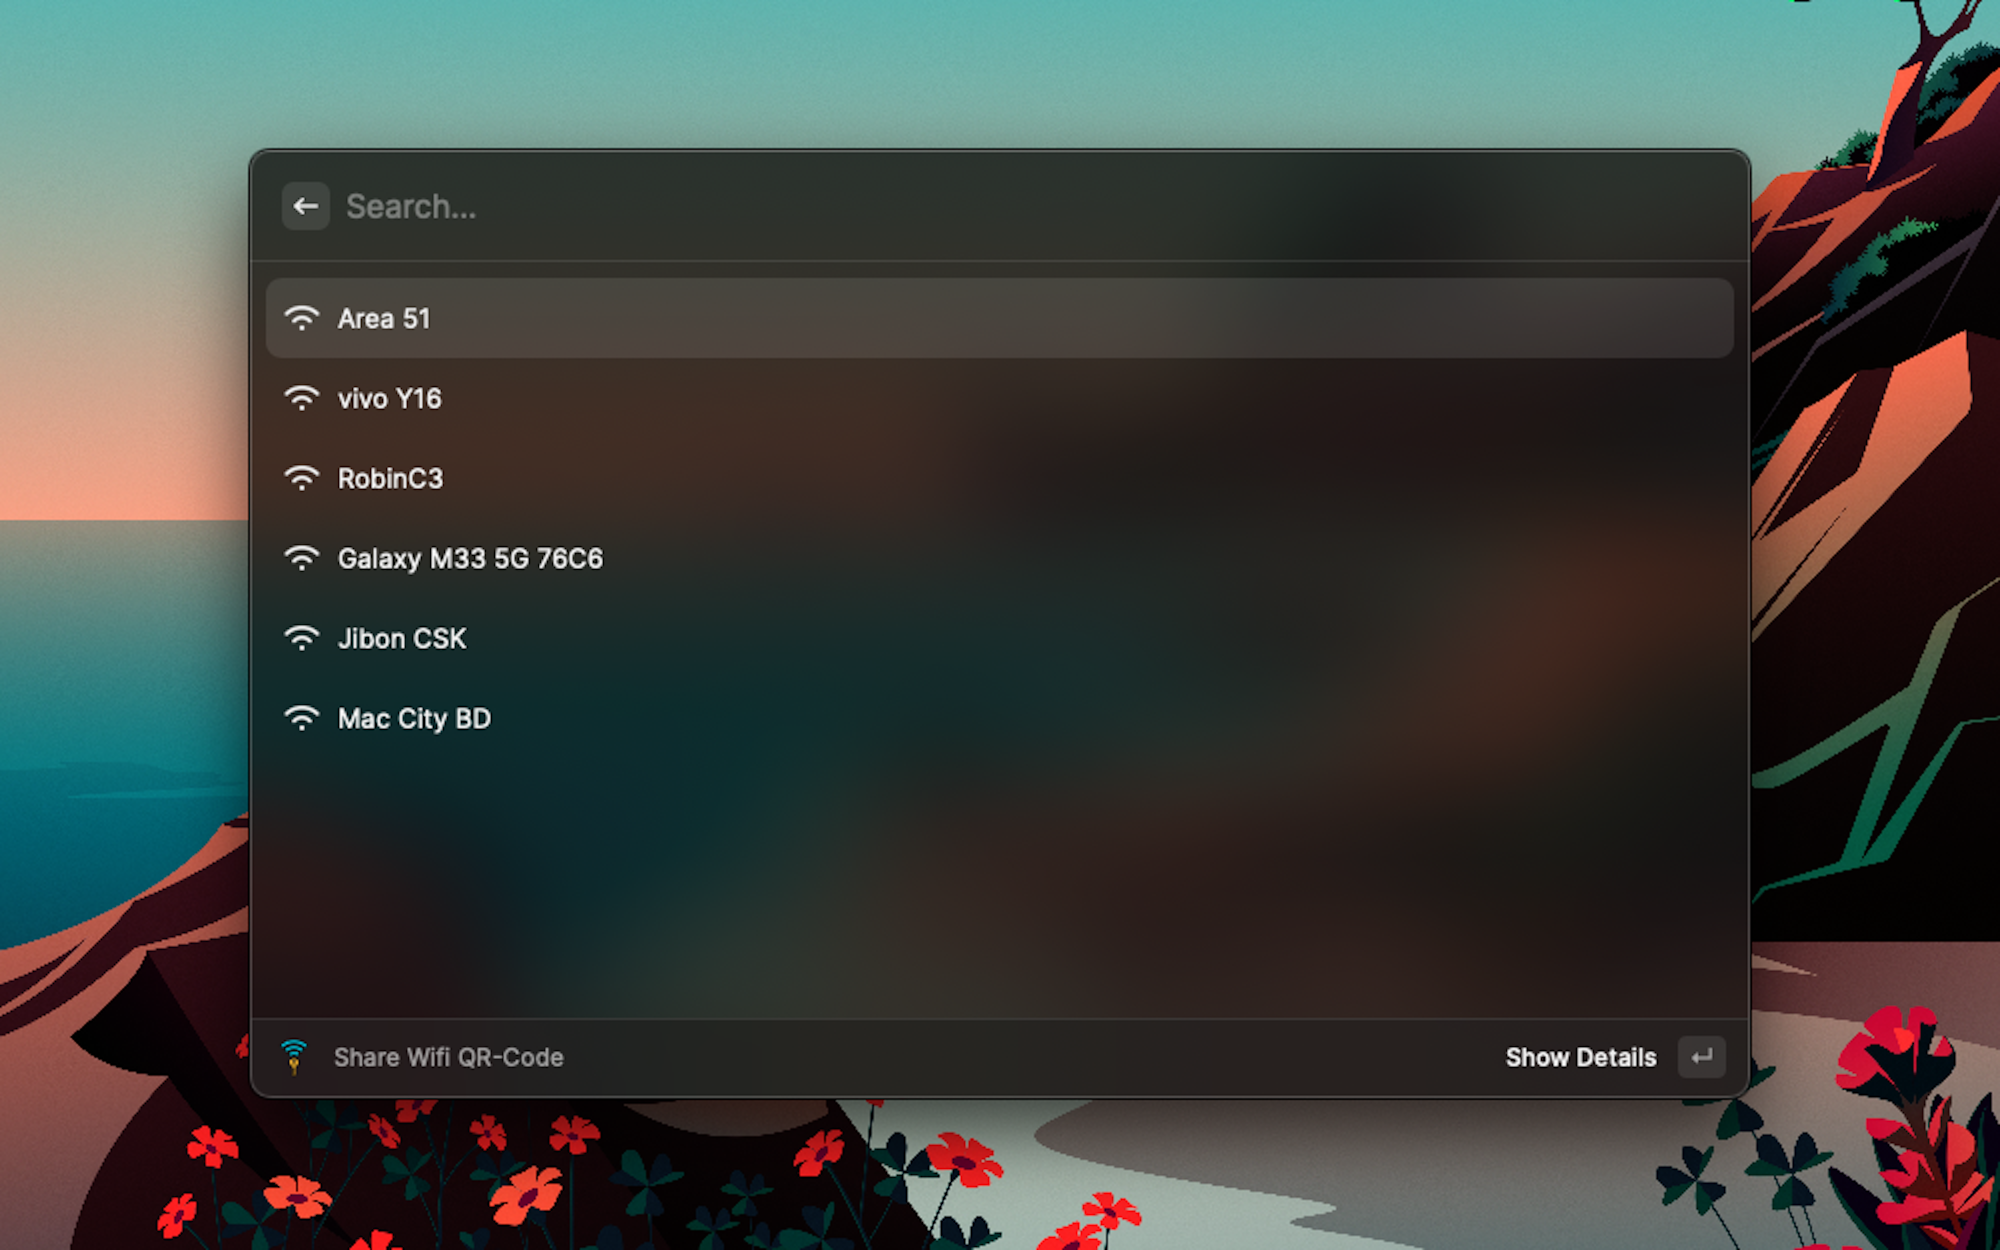 Search...
Area 51
vivo Y16
RobinC3
Galaxy M33 5G 76C6
Jibon CSK
Mac City BD
Share Wifi QR-Code
Show Details